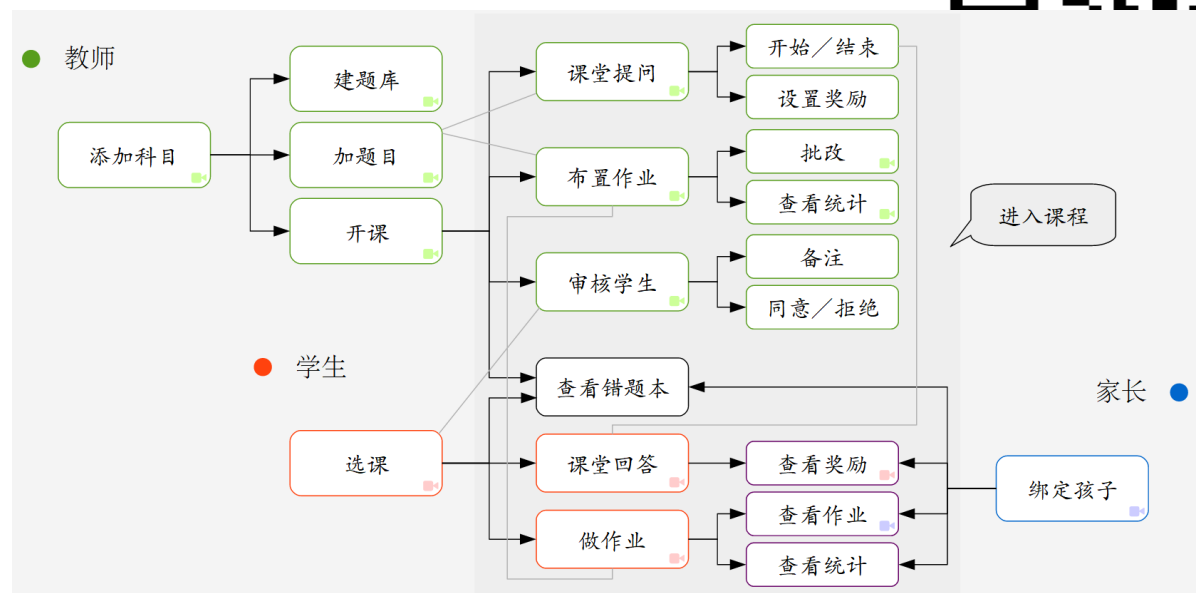 教师
添加科目
建题库
加题目
开课
课堂提问
布置作业
审核学生
开始／结束
设置奖励
批改
查看统计
备注
同意／拒绝
进入课程
学生
选课
查看错题本
课堂回答
做作业
查看奖励
查看作业
查看统计
家长
绑定孩子